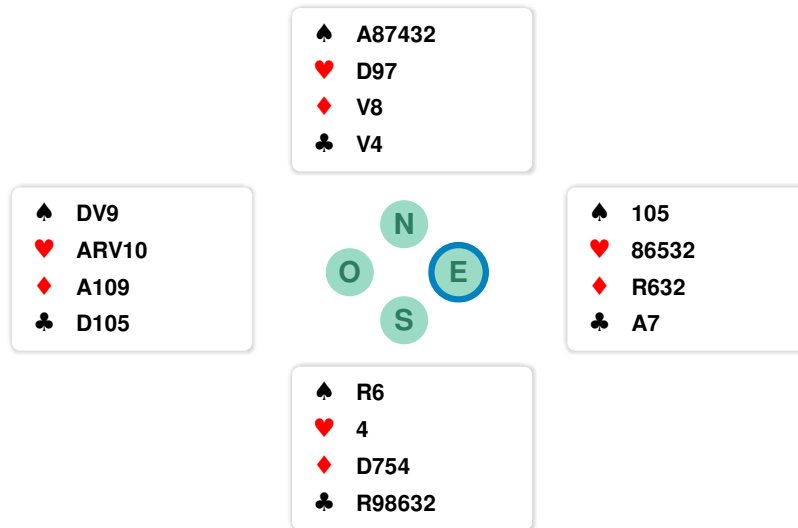 ♠ A87432
♥ D97
♦ V8
♣ V4
♠ DV9
♥ ARV10
♦ A109
♣ D105
N
O
E
S
♠ 105
♥ 86532
♦ R632
♣ A7
♠ R6
♥ 4
♦ D754
♣ R98632